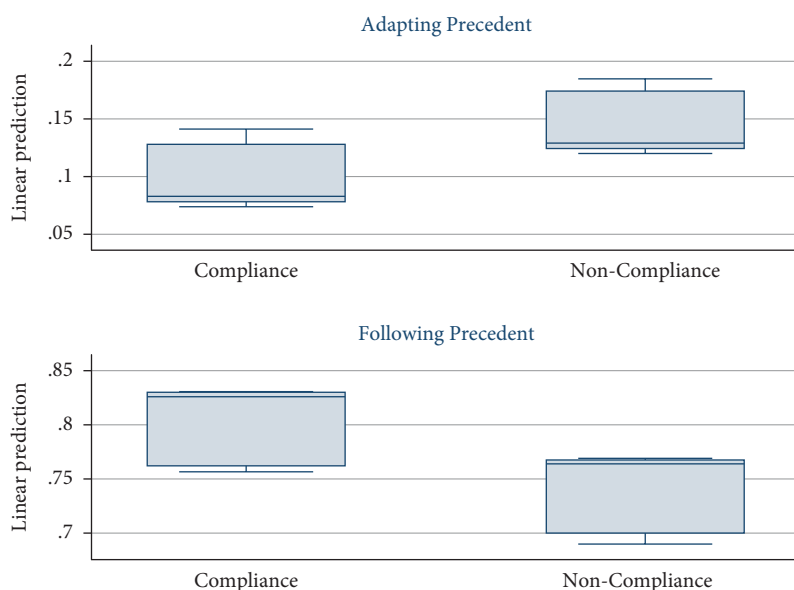 Adapting Precedent
Linear prediction
.2
.15
.1
.05
Compliance Non-Compliance
Following Precedent
Linear prediction
.85
.8
.75
.7
Compliance Non-Compliance